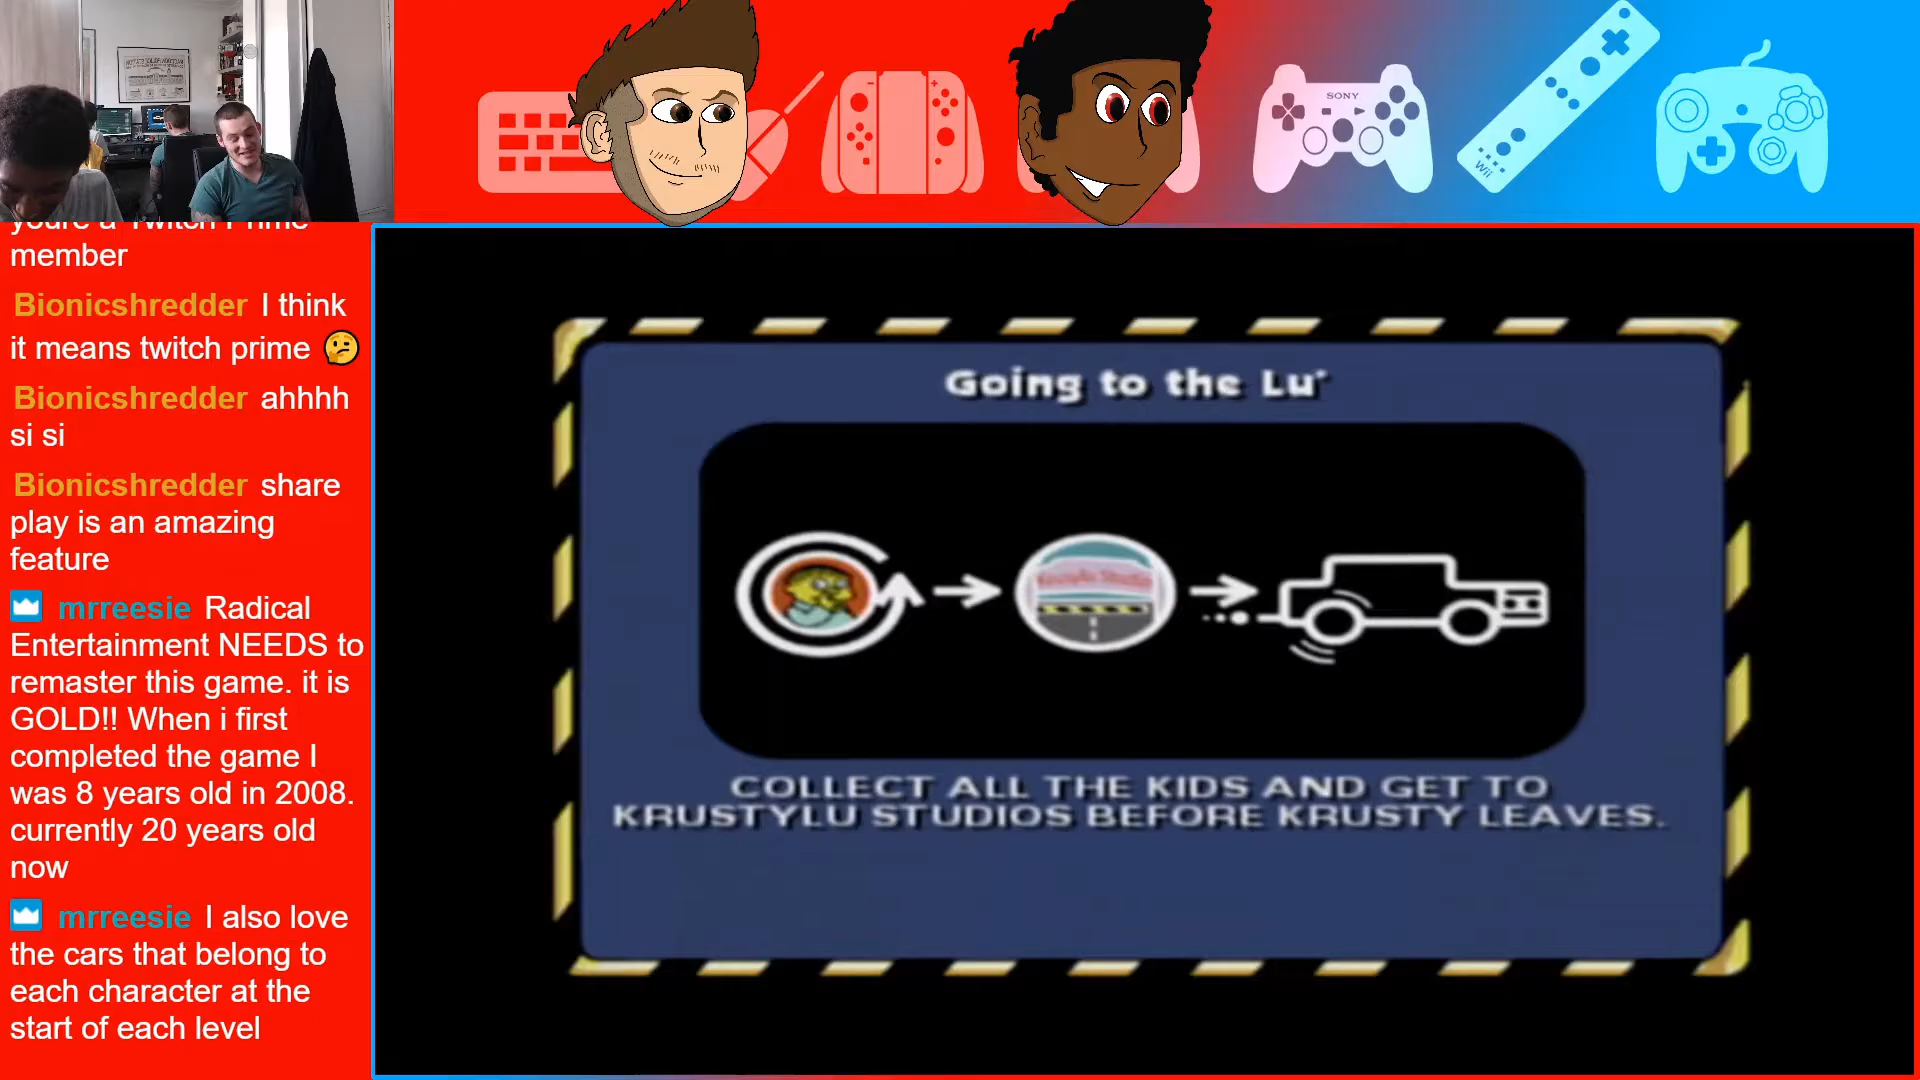 youre a Twitch Prime
member
Bionicshredder I think
it means twitch prime 🤔
Bionicshredder ahhhh
si si
Bionicshredder share
play is an amazing
feature
mrreesie Radical
Entertainment NEEDS to
remaster this game. it is
GOLD!! When i first
completed the game I
was 8 years old in 2008.
currently 20 years old
now
mrreesie I also love
the cars that belong to
each character at the
start of each level
SONY
Wii
Going to the Lu'
COLLECT ALL THE KIDS AND GET TO
KRUSTYLU STUDIOS BEFORE KRUSTY LEAVES.